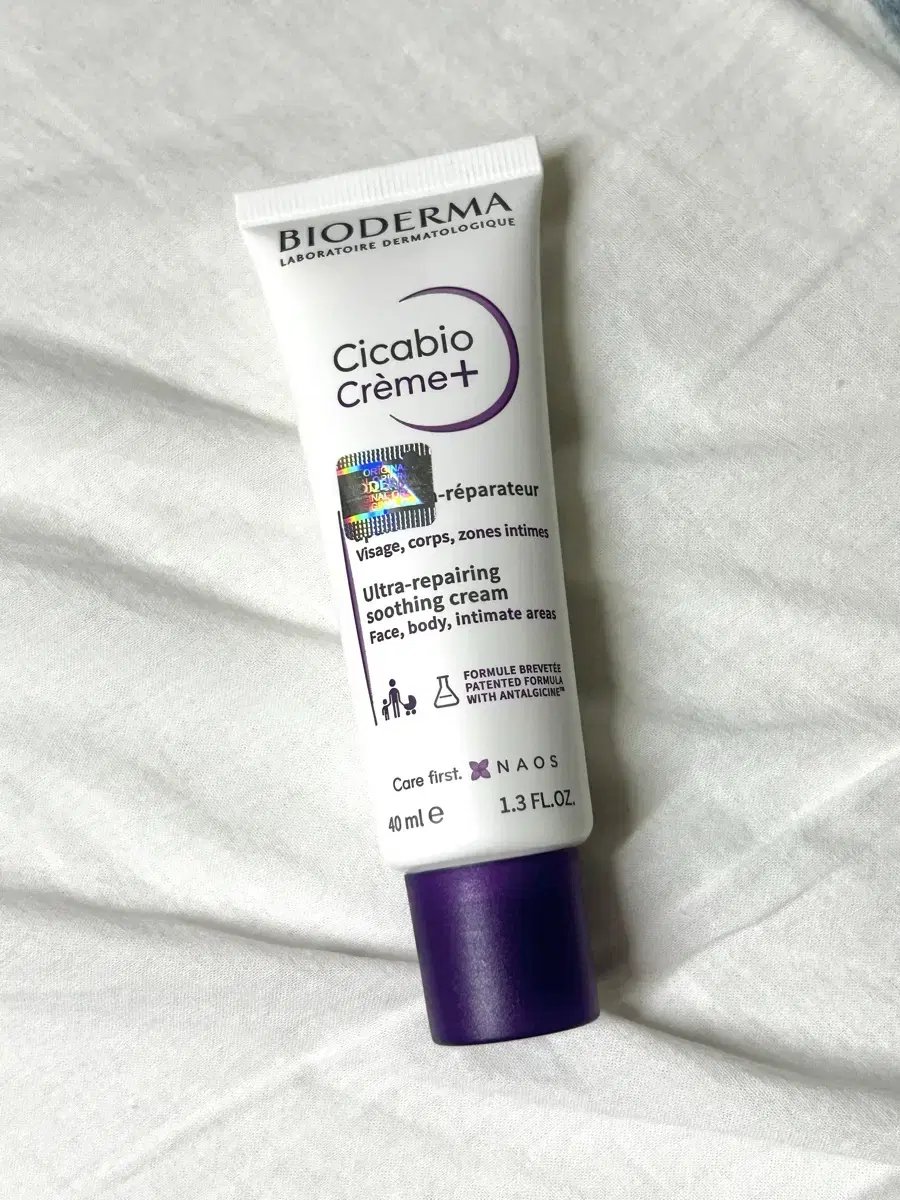 BIODERMA
LABORATOIRE DERMATOLOGIQUE
Cicabio
Crème+
-réparateur
Visage, corps, zones intimes
Ultra-repairing
soothing cream
Face, body, intimate areas
FORMULE BREVETÉE
PATENTED FORMULA
WITH ANTALGICINE™
Care first. NAOS
40 ml e 1.3 FL.OZ.